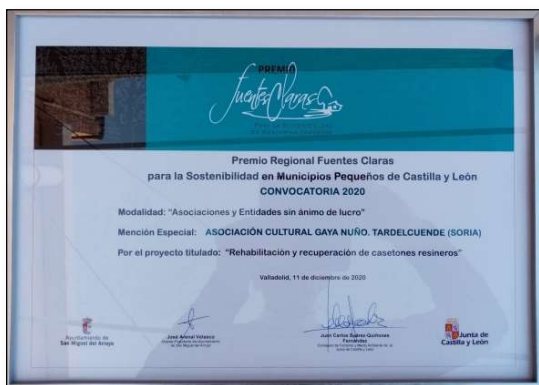 PREMIO
Fuentes Claras
Premio Regional Fuentes Claras
para la Sostenibilidad en Municipios Pequeños de Castilla y León
CONVOCATORIA 2020
Modalidad: "Asociaciones y Entidades sin ánimo de lucro"
Mención Especial: ASOCIACIÓN CULTURAL GAYA NUÑO. TARDELCUENDE (SORIA)
Por el proyecto titulado: "Rehabilitación y recuperación de casetones resineros"
Valladolid, 11 de diciembre de 2020
Ayuntamiento de
San Miguel del Arroyo
Juan Carlos Suárez-Quiñones
Fernández
Junta de
Castilla y León